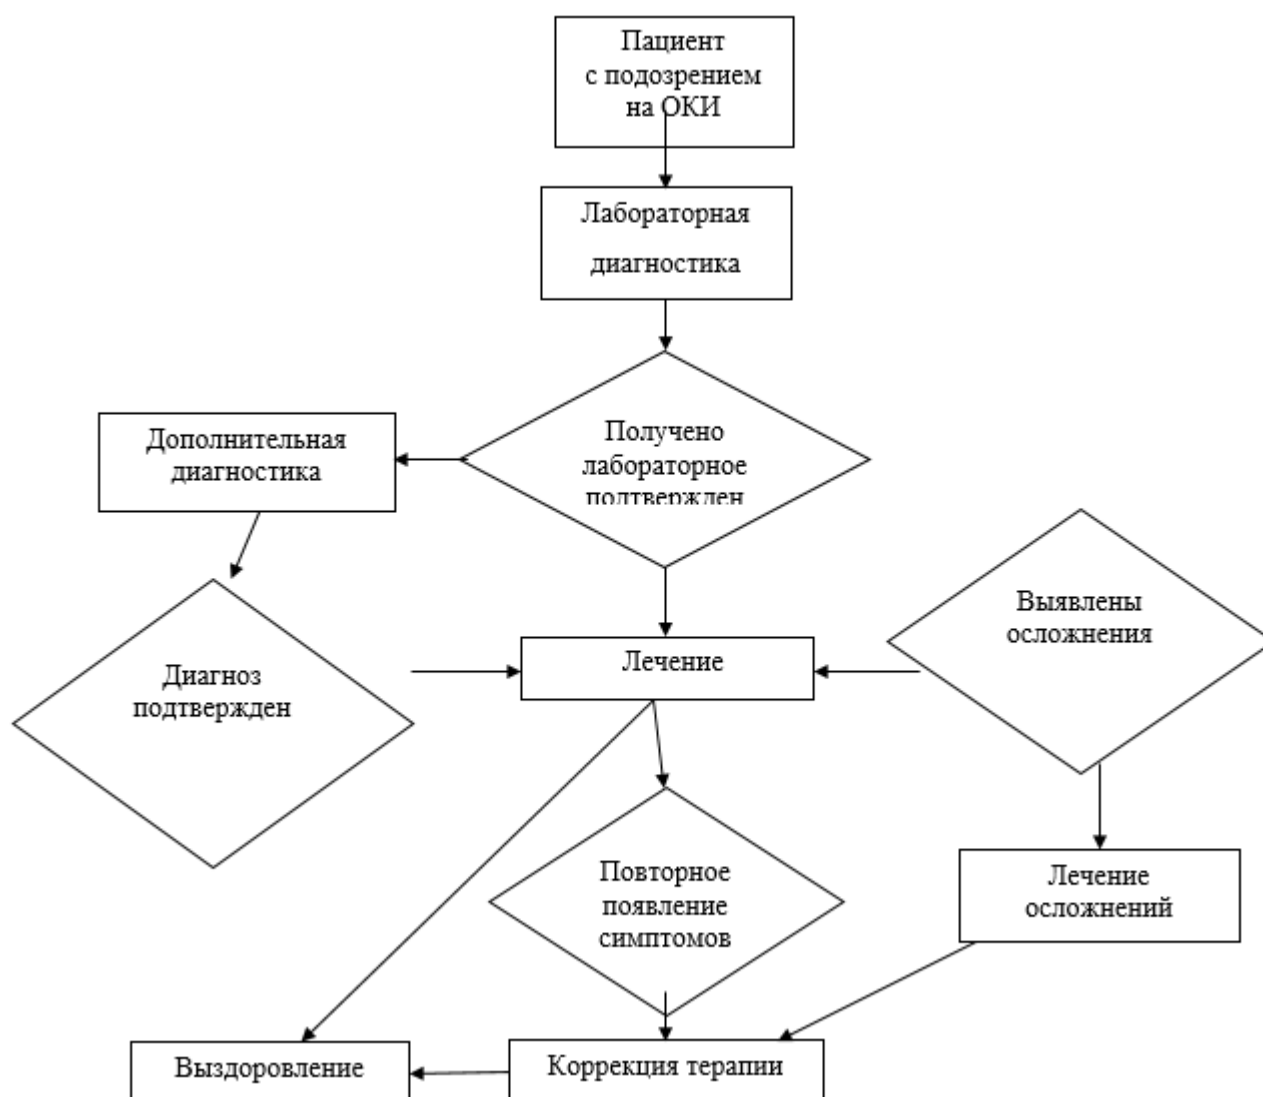 Пациент
с подозрением
на ОКИ
Лабораторная
диагностика
Получено
лабораторное
подтвержден
Дополнительная
диагностика
Выявлены
осложнения
Диагноз
подтвержден
Лечение
Повторное
появление
симптомов
Лечение
осложнений
Выздоровление
Коррекция терапии